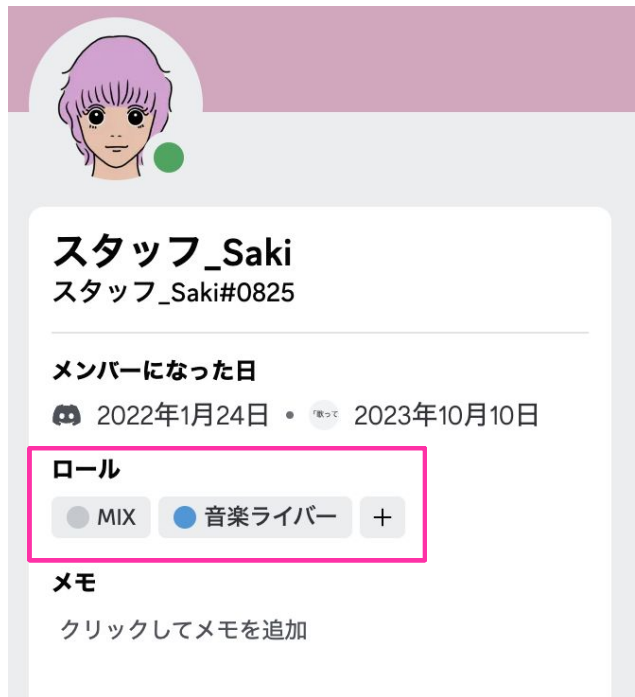 スタッフ_Saki
スタッフ_Saki#0825
メンバーになった日
2022年1月24日 • 「歌って 2023年10月10日
ロール
MIX 音楽ライバー +
メモ
クリックしてメモを追加